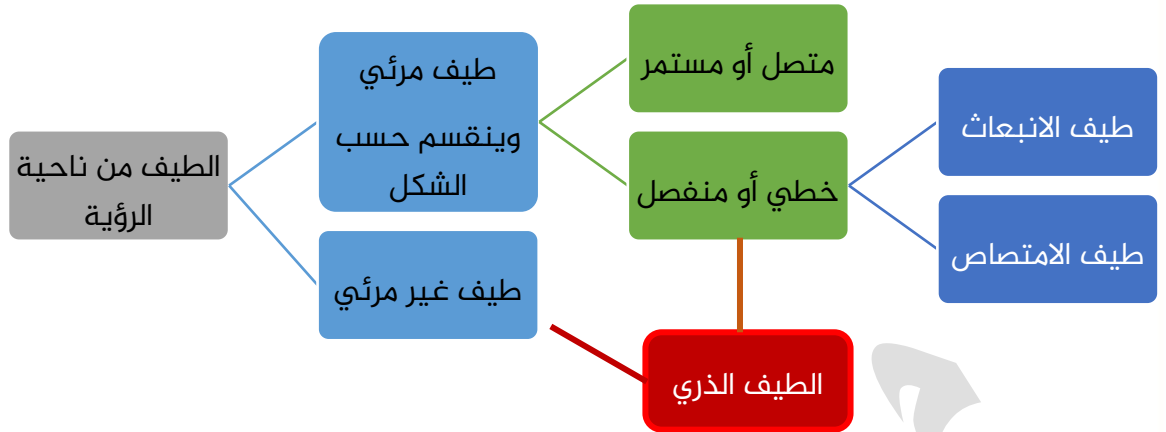 الطيف من ناحية
الرؤية
طيف مرئي
وينقسم حسب
الشكل
طيف غير مرئي
متصل أو مستمر
خطي أو منفصل
طيف الانبعاث
طيف الامتصاص
الطيف الذري